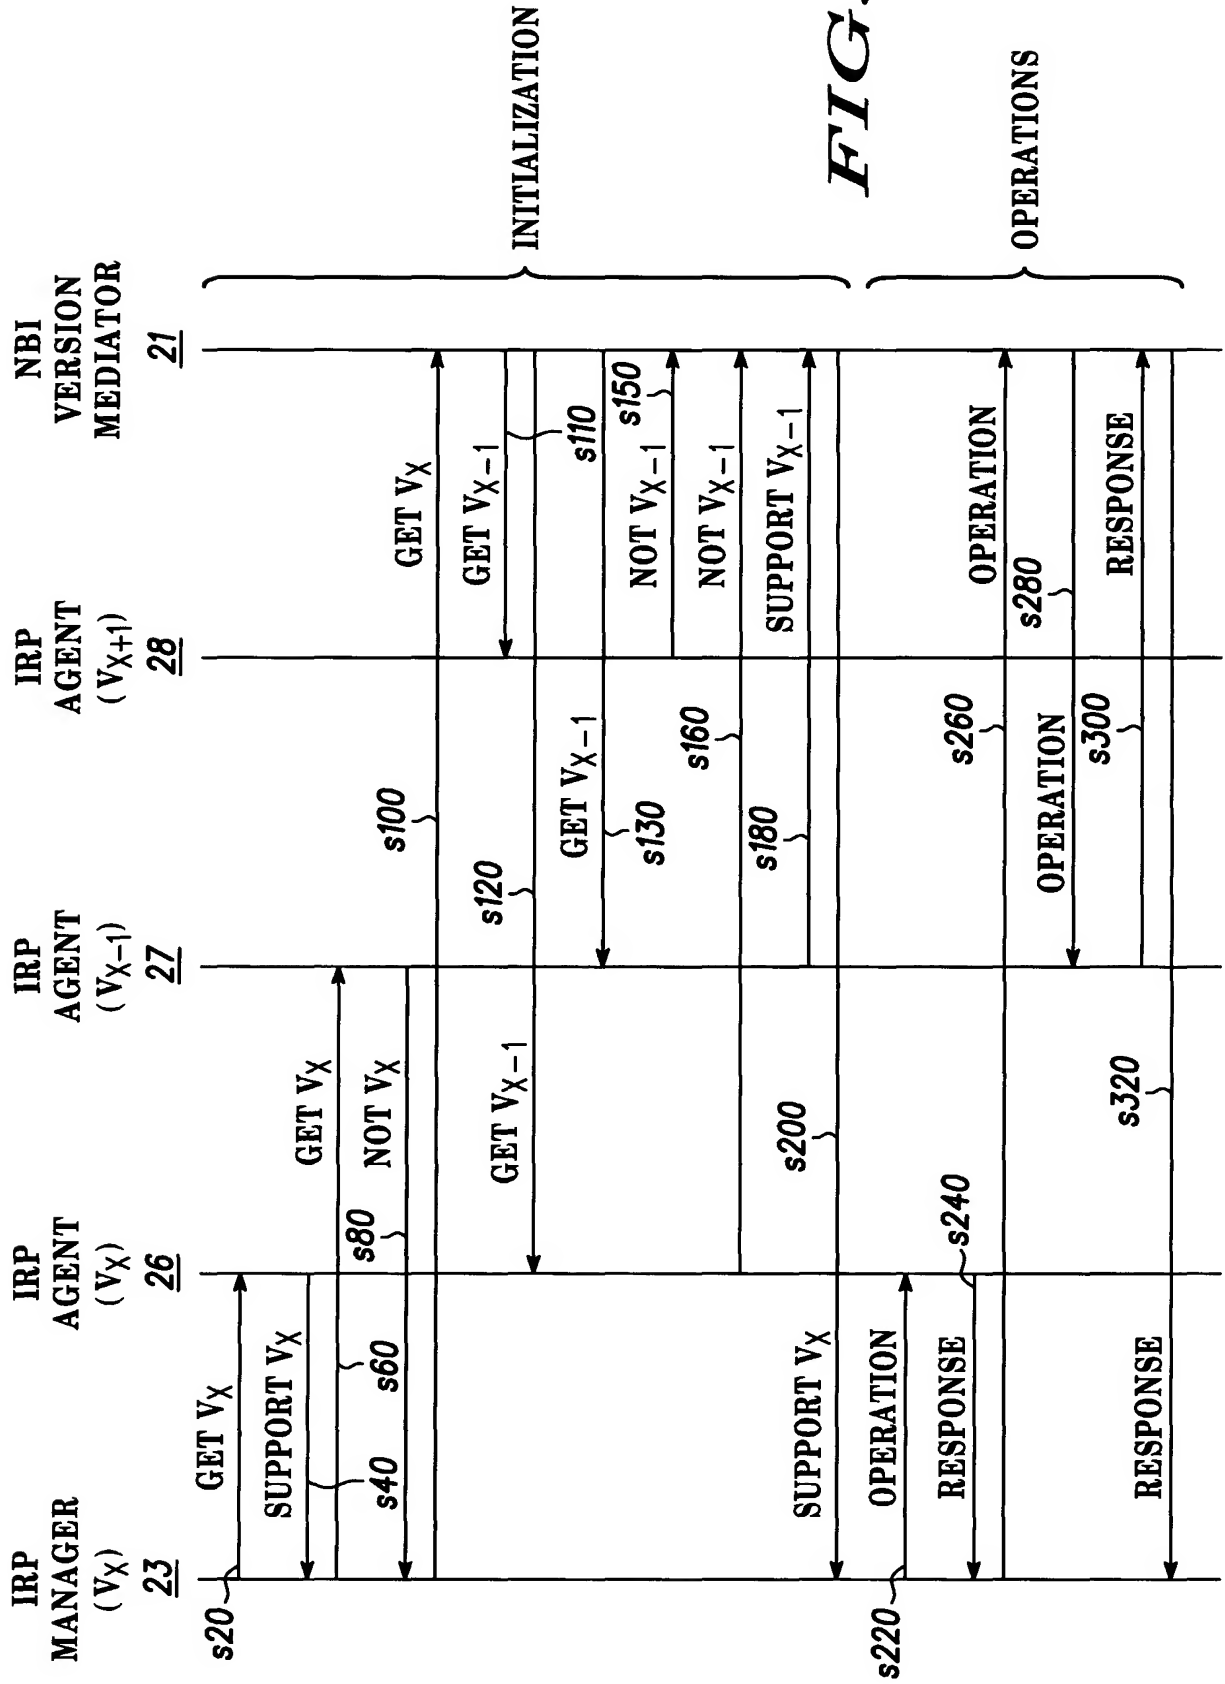 IRP
MANAGER
(VX)
23
IRP
AGENT
(VX)
26
IRP
AGENT
(VX−1)
27
IRP
AGENT
(VX+1)
28
NBI
VERSION
MEDIATOR
21
s20
GET VX
SUPPORT VX
s40
s60
GET VX
s80
NOT VX
s100
GET VX
GET VX−1
s110
s120
GET VX−1
GET VX−1
s130
s150
NOT VX−1
s160
NOT VX−1
s180
SUPPORT VX−1
s200
SUPPORT VX
INITIALIZATION
s220
OPERATION
s240
RESPONSE
s260
OPERATION
s280
OPERATION
s300
RESPONSE
s320
RESPONSE
OPERATIONS
FIG.